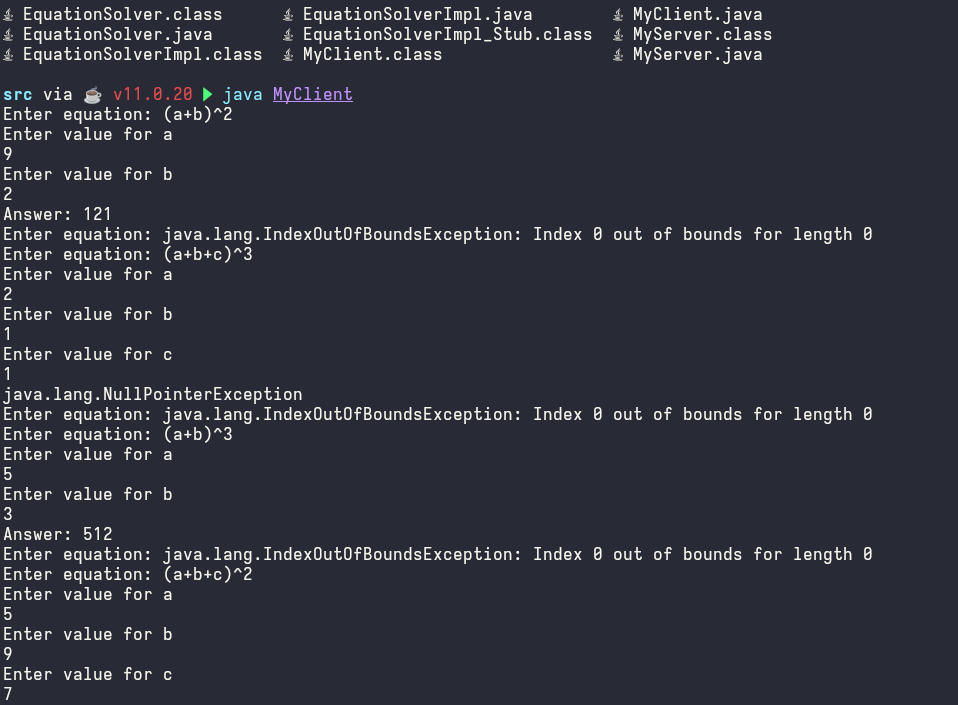 EquationSolver.class EquationSolverImpl.java MyClient.java
EquationSolver.java EquationSolverImpl_Stub.class MyServer.class
EquationSolverImpl.class MyClient.class MyServer.java
src via ☕ v11.0.20 ▶ java MyClient
Enter equation: (a+b)^2
Enter value for a
9
Enter value for b
2
Answer: 121
Enter equation: java.lang.IndexOutOfBoundsException: Index 0 out of bounds for length 0
Enter equation: (a+b+c)^3
Enter value for a
2
Enter value for b
1
Enter value for c
1
java.lang.NullPointerException
Enter equation: java.lang.IndexOutOfBoundsException: Index 0 out of bounds for length 0
Enter equation: (a+b)^3
Enter value for a
5
Enter value for b
3
Answer: 512
Enter equation: java.lang.IndexOutOfBoundsException: Index 0 out of bounds for length 0
Enter equation: (a+b+c)^2
Enter value for a
5
Enter value for b
9
Enter value for c
7